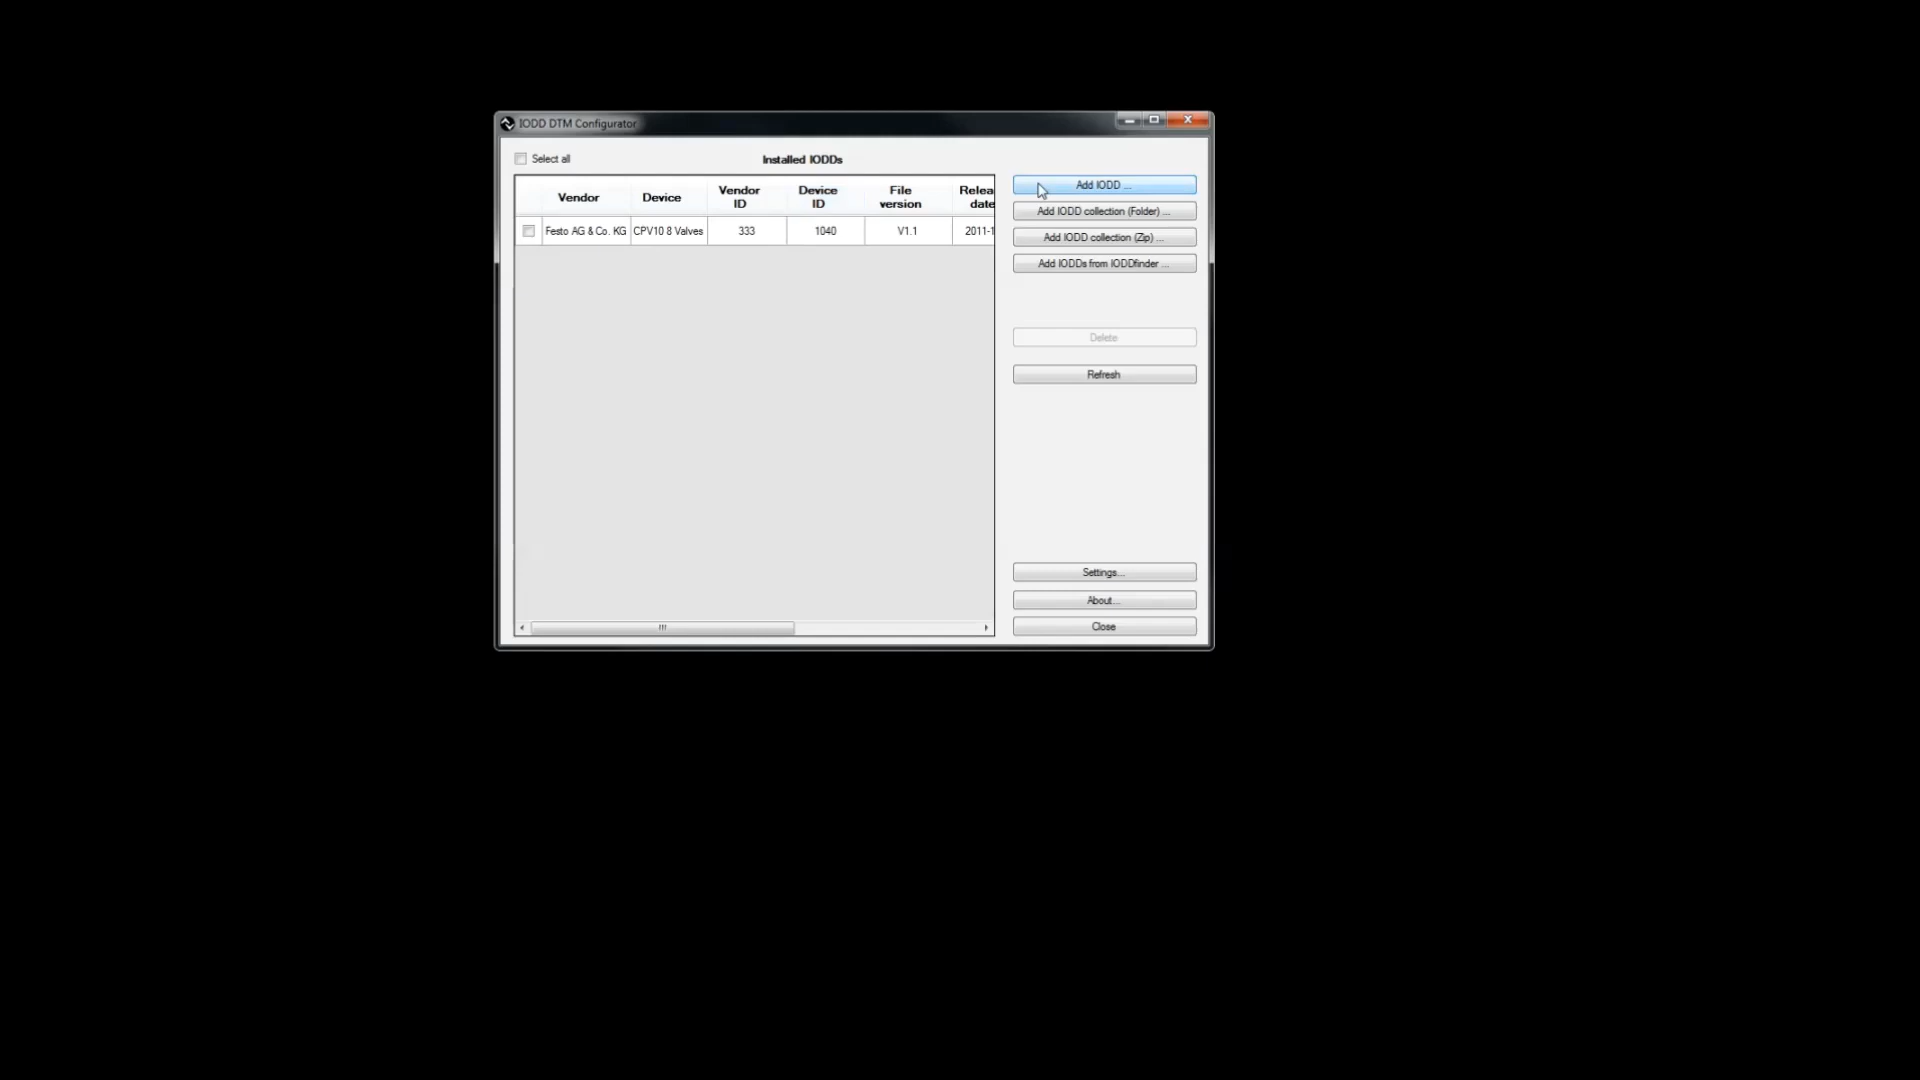 IODD DTM Configurator
Select all
Installed IODDs
Vendor Device Vendor ID Device ID File version Relea date
Festo AG & Co. KG CPV10 8 Valves 333 1040 V1.1 2011-1
Add IODD ...
Add IODD collection (Folder) ...
Add IODD collection (Zip) ...
Add IODDs from IODDfinder ...
Delete
Refresh
Settings...
About...
Close